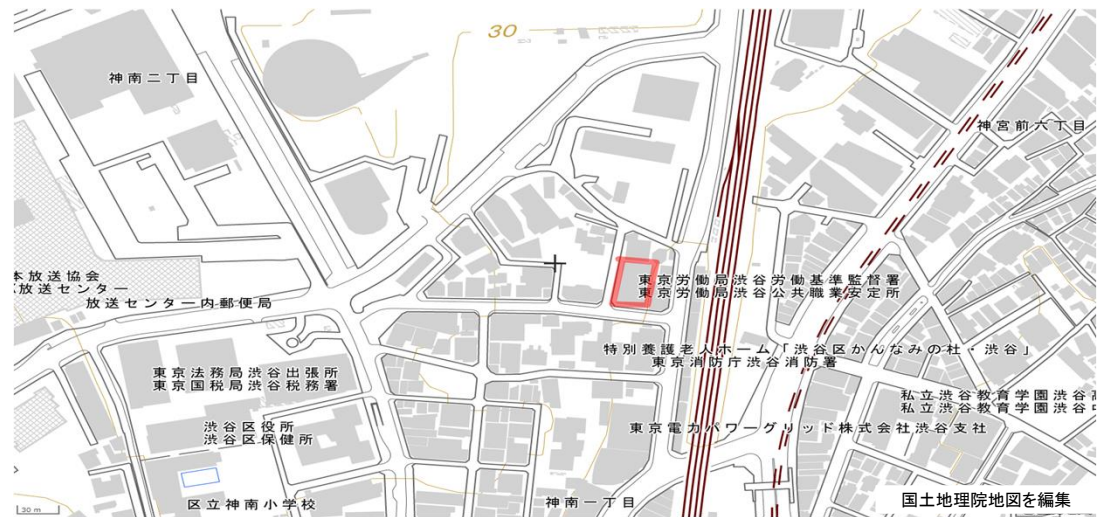 30
神南二丁目
神宮前六丁目
本放送協会
放送センター
放送センター内郵便局
東京労働局渋谷労働基準監督署
東京労働局渋谷公共職業安定所
特別養護老人ホーム「渋谷区かんなみの杜・渋谷」
東京消防庁渋谷消防署
東京法務局渋谷出張所
東京国税局渋谷税務署
私立渋谷教育学園渋谷高
私立渋谷教育学園渋谷中
渋谷区役所
渋谷区保健所
東京電力パワーグリッド株式会社渋谷支社
区立神南小学校
神南一丁目
国土地理院地図を編集
30 m